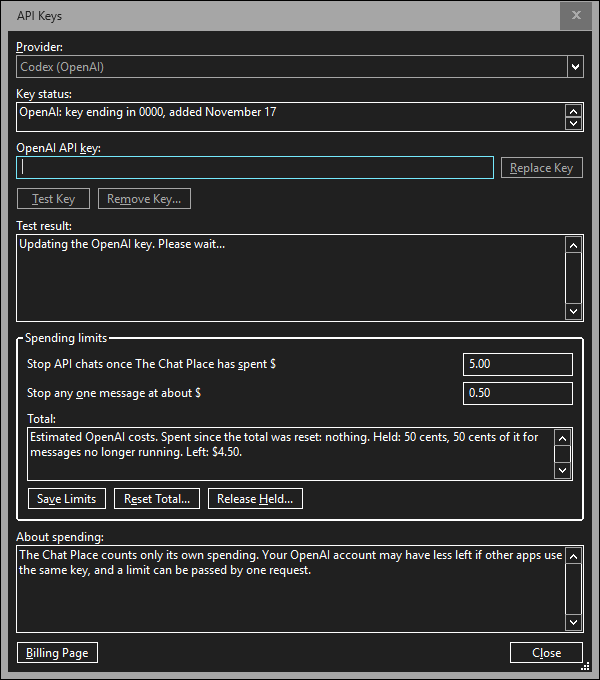 API Keys
Provider:
Codex (OpenAI)
Key status:
OpenAI: key ending in 0000, added November 17
OpenAI API key:
Replace Key
Test Key
Remove Key...
Test result:
Updating the OpenAI key. Please wait...
Spending limits
Stop API chats once The Chat Place has spent $
5.00
Stop any one message at about $
0.50
Total:
Estimated OpenAI costs. Spent since the total was reset: nothing. Held: 50 cents, 50 cents of it for
messages no longer running. Left: $4.50.
Save Limits
Reset Total...
Release Held...
About spending:
The Chat Place counts only its own spending. Your OpenAI account may have less left if other apps use
the same key, and a limit can be passed by one request.
Billing Page
Close